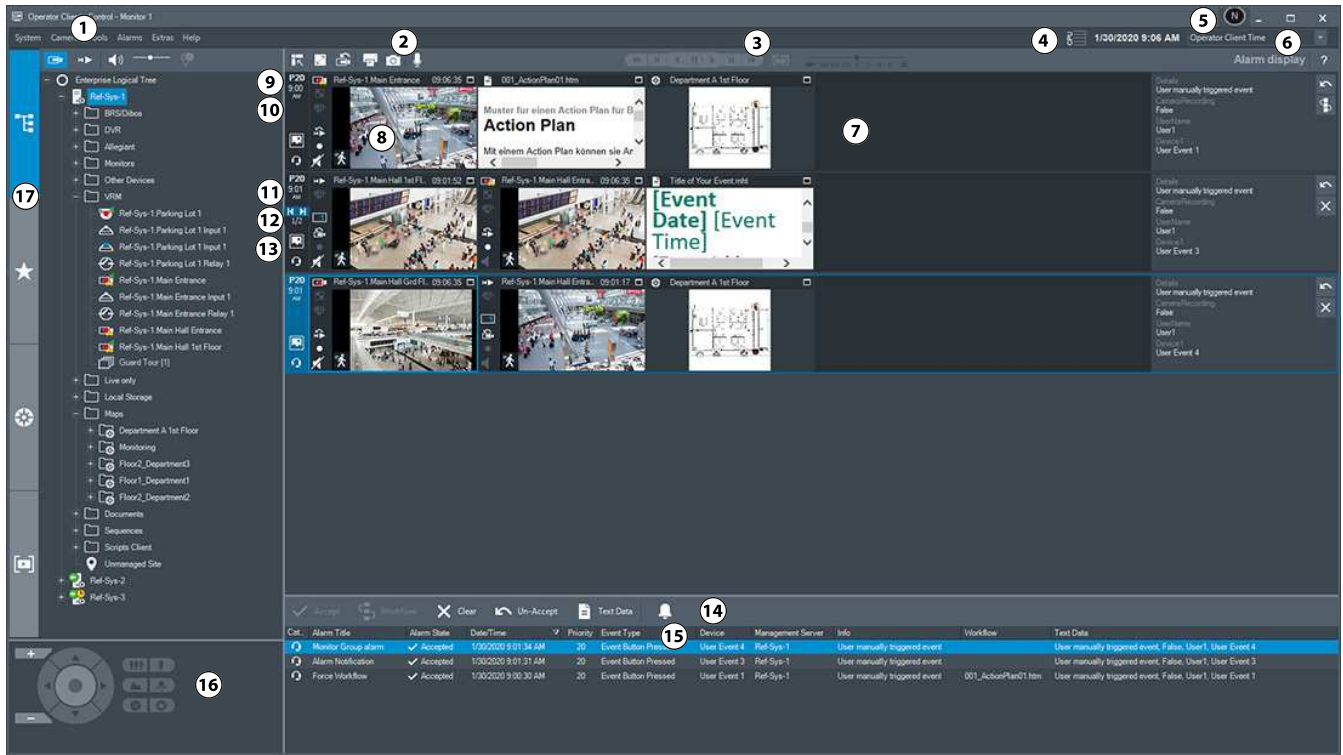 Operator Client - Control - Monitor 1
1
5
N
System Camera Tools Alarms Extras Help
2
3
4
1/30/2020 9:06 AM
Operator Client Time
6
Alarm display ?
Enterprise Logical Tree
Ref-Sys-1
BRS/Dibos
DVR
Allegiant
Monitors
Other Devices
VRM
Ref-Sys-1.Parking Lot 1
Ref-Sys-1.Parking Lot 1 Input 1
Ref-Sys-1.Parking Lot 1 Input 1
Ref-Sys-1.Parking Lot 1 Relay 1
Ref-Sys-1.Main Entrance
Ref-Sys-1.Main Entrance Input 1
Ref-Sys-1.Main Entrance Relay 1
Ref-Sys-1.Main Hall Entrance
Ref-Sys-1.Main Hall 1st Floor
Guard Tour [1]
Live only
Local Storage
Maps
Department A 1st Floor
Monitoring
Floor2_Department3
Floor1_Department1
Floor2_Department2
Documents
Sequences
Scripts Client
Unmanaged Site
Ref-Sys-2
Ref-Sys-3
17
9
10
11
12
13
P20
9:00
AM
Ref-Sys-1.Main Entrance 09:06:35
001_ActionPlan01.htm
Department A 1st Floor
8
Muster für einen Action Plan für B
Action Plan
Mit einem Action Plan können sie Ar
7
Details
User manually triggered event
CameraRecording
False
UserName
User1
Device1
User Event 1
P20
9:01
AM
1/2
Ref-Sys-1.Main Hall 1st Fl.. 09:01:52
Ref-Sys-1.Main Hall Entra.. 09:06:35
Title of Your Event.mht
[Event
Date] [Event
Time]
Details
User manually triggered event
CameraRecording
False
UserName
User1
Device1
User Event 3
P20
9:01
AM
Ref-Sys-1.Main Hall Grd Fl.. 09:06:35
Ref-Sys-1.Main Hall Entra.. 09:01:17
Department A 1st Floor
Details
User manually triggered event
CameraRecording
False
UserName
User1
Device1
User Event 4
Accept Workflow Clear Un-Accept Text Data
14
15
Cat.. Alarm Title Alarm State Date/Time Priority Event Type Device Management Server Info Workflow Text Data
Monitor Group alarm Accepted 1/30/2020 9:01:34 AM 20 Event Button Pressed User Event 4 Ref-Sys-1 User manually triggered event User manually triggered event, False, User1, User Event 4
Alarm Notification Accepted 1/30/2020 9:01:31 AM 20 Event Button Pressed User Event 3 Ref-Sys-1 User manually triggered event User manually triggered event, False, User1, User Event 3
Force Workflow Accepted 1/30/2020 9:00:30 AM 20 Event Button Pressed User Event 1 Ref-Sys-1 User manually triggered event 001_ActionPlan01.htm User manually triggered event, False, User1, User Event 1
16